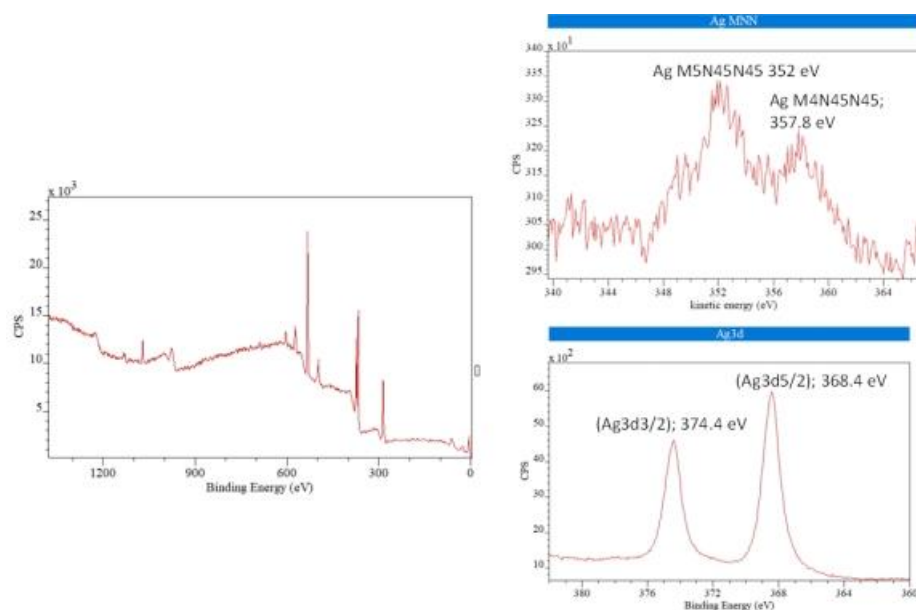 x 10³
25
20
15
10
5
CPS
1200 900 600 300 0
Binding Energy (eV)
Ag MNN
x 10¹
340
335
330
325
320
315
310
305
300
295
CPS
Ag M5N45N45 352 eV
Ag M4N45N45;
357.8 eV
340 344 348 352 356 360 364
kinetic energy (eV)
Ag3d
x 10²
60
50
40
30
20
10
CPS
(Ag3d5/2); 368.4 eV
(Ag3d3/2); 374.4 eV
380 376 372 368 364 360
Binding Energy (eV)